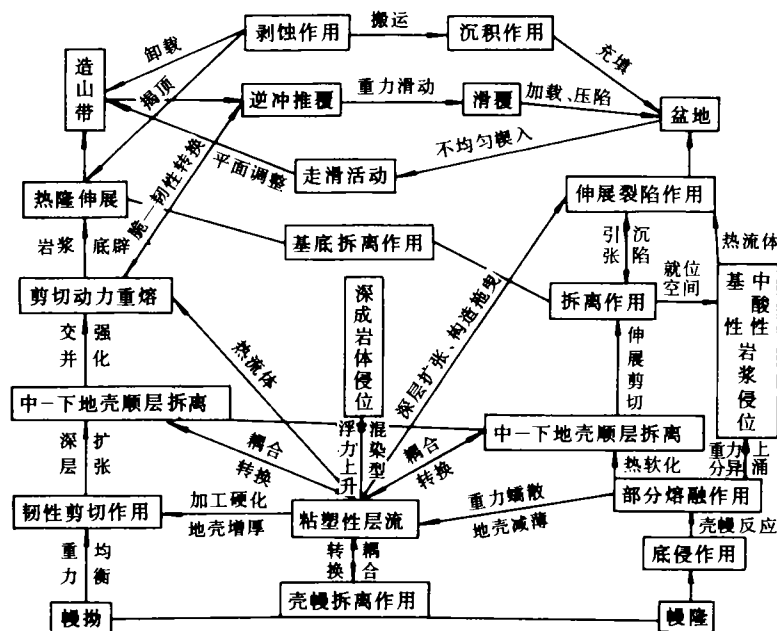 剥蚀作用
搬运
沉积作用
卸载
充填
造山带
揭顶
逆冲推覆
重力滑动
滑覆
加载、压陷
盆地
不均匀楔入
平面调整
走滑活动
脆—韧性转换
热隆伸展
伸展裂陷作用
岩浆
底辟
基底拆离作用
引张
沉陷
热流体
剪切动力重熔
深成岩体侵位
深层扩张、构造拖曳
拆离作用
就位
空间
中酸性
基性
岩浆侵位
交并
强化
热流体
伸展剪切
中—下地壳顺层拆离
浮力上升
混染型
中—下地壳顺层拆离
深层
扩张
耦合
转换
耦合
转换
热软化
重力分异
上涌
韧性剪切作用
加工硬化
地壳增厚
粘塑性层流
重力蠕散
地壳减薄
部分熔融作用
壳幔反应
重力
均衡
转换
耦合
底侵作用
幔拗
壳幔拆离作用
幔隆